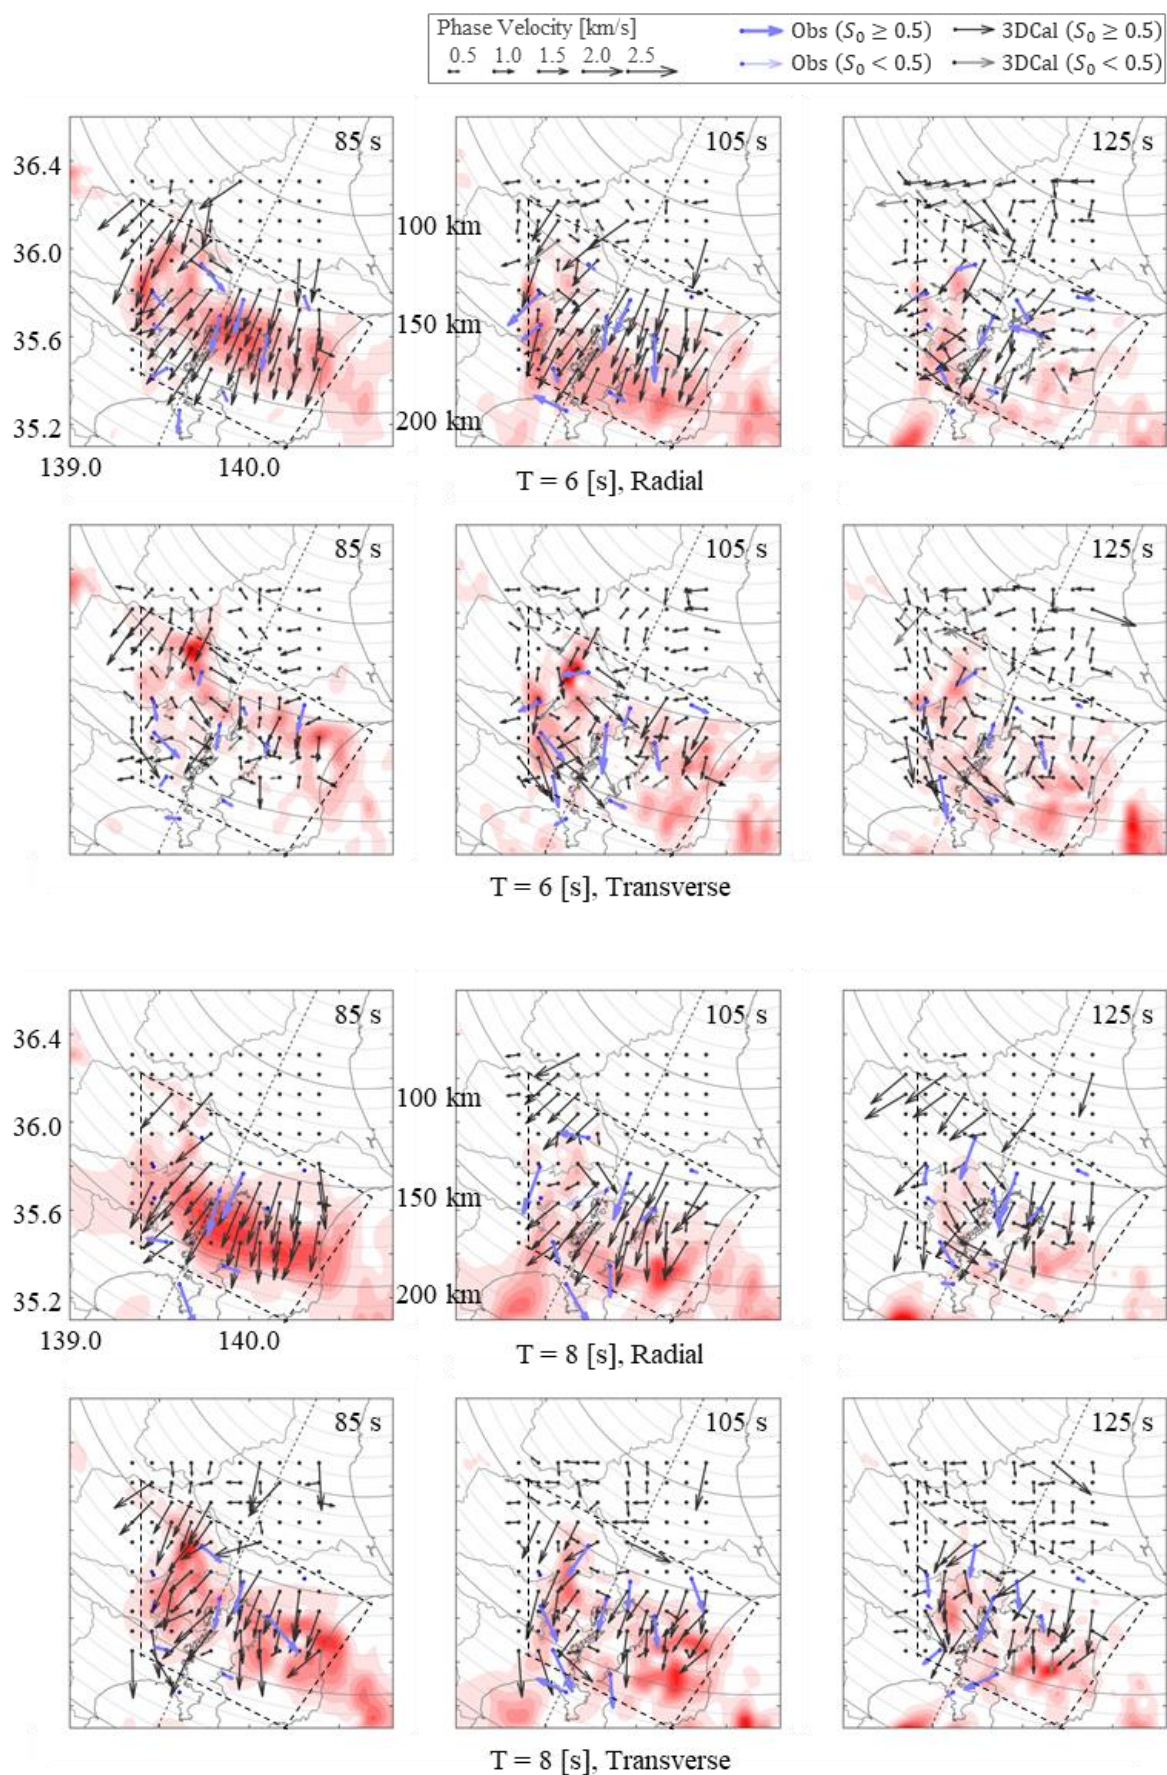 Phase Velocity [km/s]
0.5 1.0 1.5 2.0 2.5
Obs (S₀ ≥ 0.5) 3DCal (S₀ ≥ 0.5)
Obs (S₀ < 0.5) 3DCal (S₀ < 0.5)
85 s 105 s 125 s
36.4
100 km
36.0
150 km
35.6
200 km
35.2
139.0 140.0
T = 6 [s], Radial
85 s 105 s 125 s
T = 6 [s], Transverse
85 s 105 s 125 s
36.4
100 km
36.0
150 km
35.6
200 km
35.2
139.0 140.0
T = 8 [s], Radial
85 s 105 s 125 s
T = 8 [s], Transverse